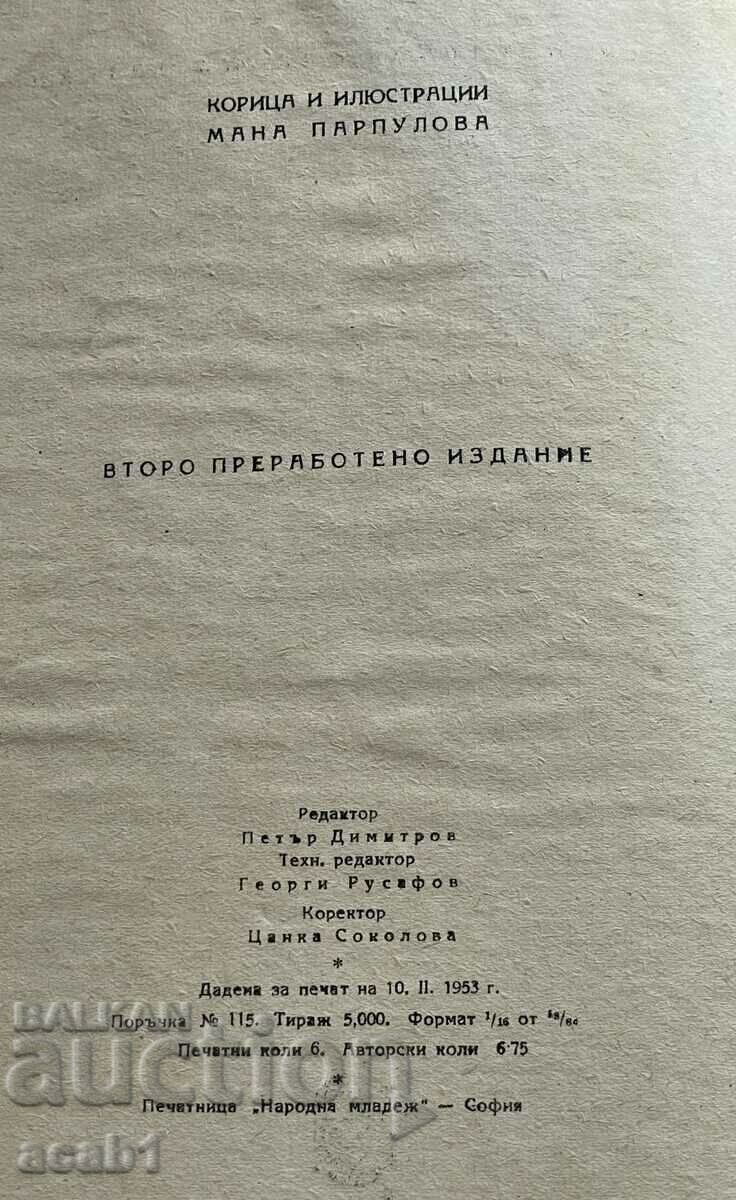 КОРИЦА И ИЛЮСТРАЦИИ
МАНА ПАРПУЛОВА
ВТОРО ПРЕРАБОТЕНО ИЗДАНИЕ
Редактор
Петър Димитров
Техн. редактор
Георги Русафов
Коректор
Цанка Соколова
*
Дадена за печат на 10. II. 1953 г.
Поръчка № 115. Тираж 5,000. Формат 1/16 от
Печатни коли 6. Авторски коли 6·75
*
Печатница „Народна младеж" — София
BALKAN
auction
acab1